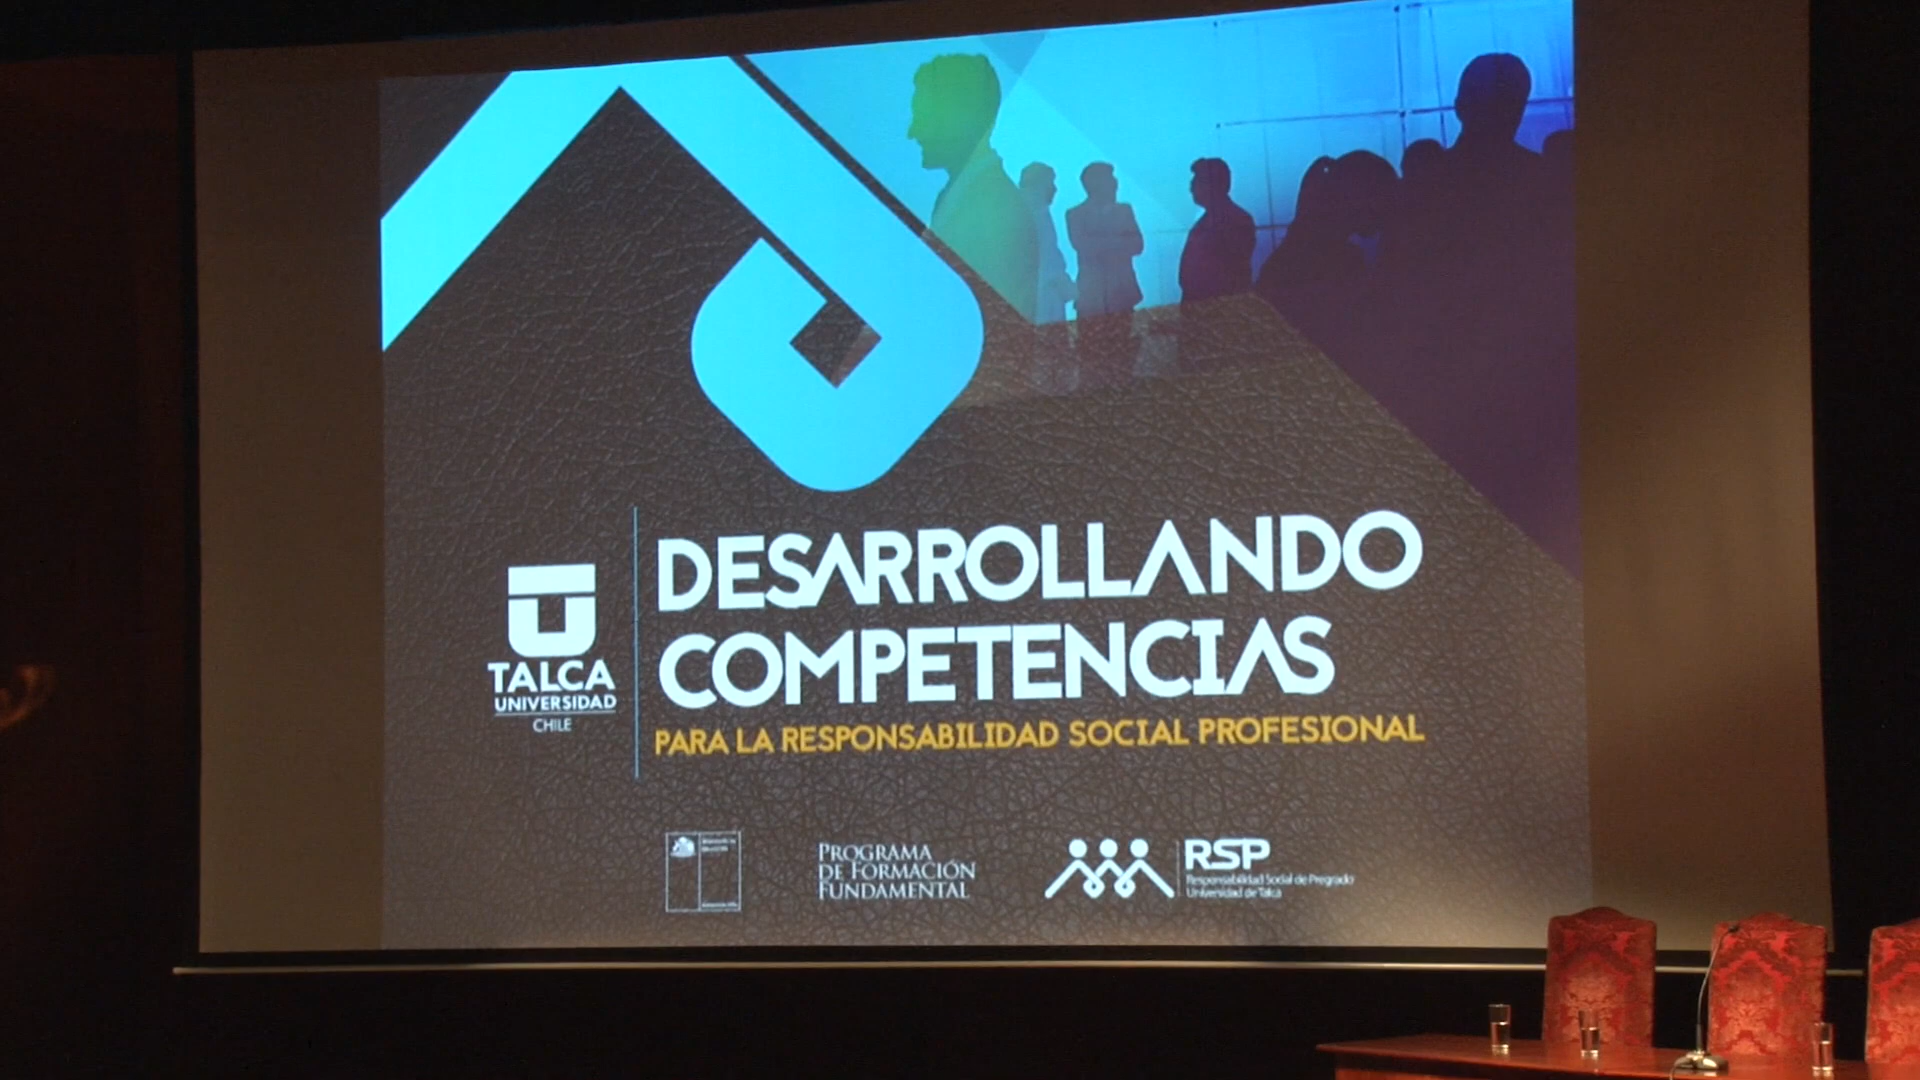 DESARROLLANDO
COMPETENCIAS
PARA LA RESPONSABILIDAD SOCIAL PROFESIONAL
TALCA
UNIVERSIDAD
CHILE
PROGRAMA
DE FORMACIÓN
FUNDAMENTAL
RSP
Responsabilidad Social de Pregrado
Universidad de Talca